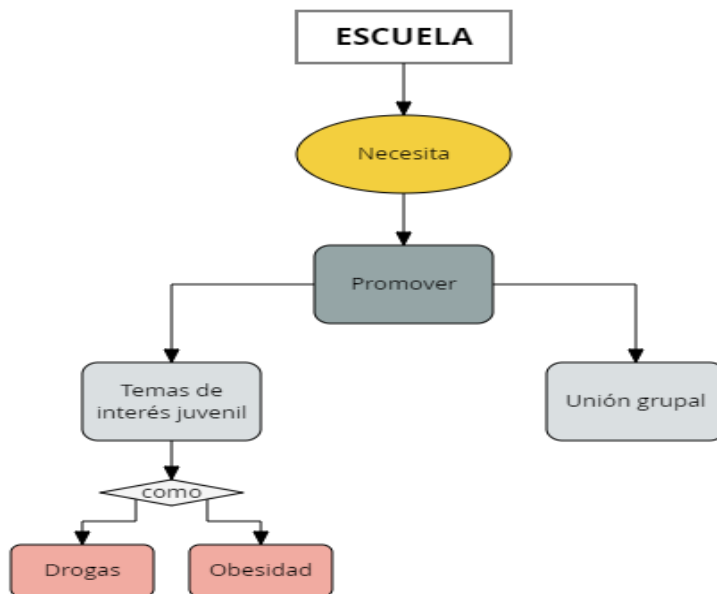 ESCUELA
Necesita
Promover
Temas de
interés juvenil
Unión grupal
como
Drogas
Obesidad